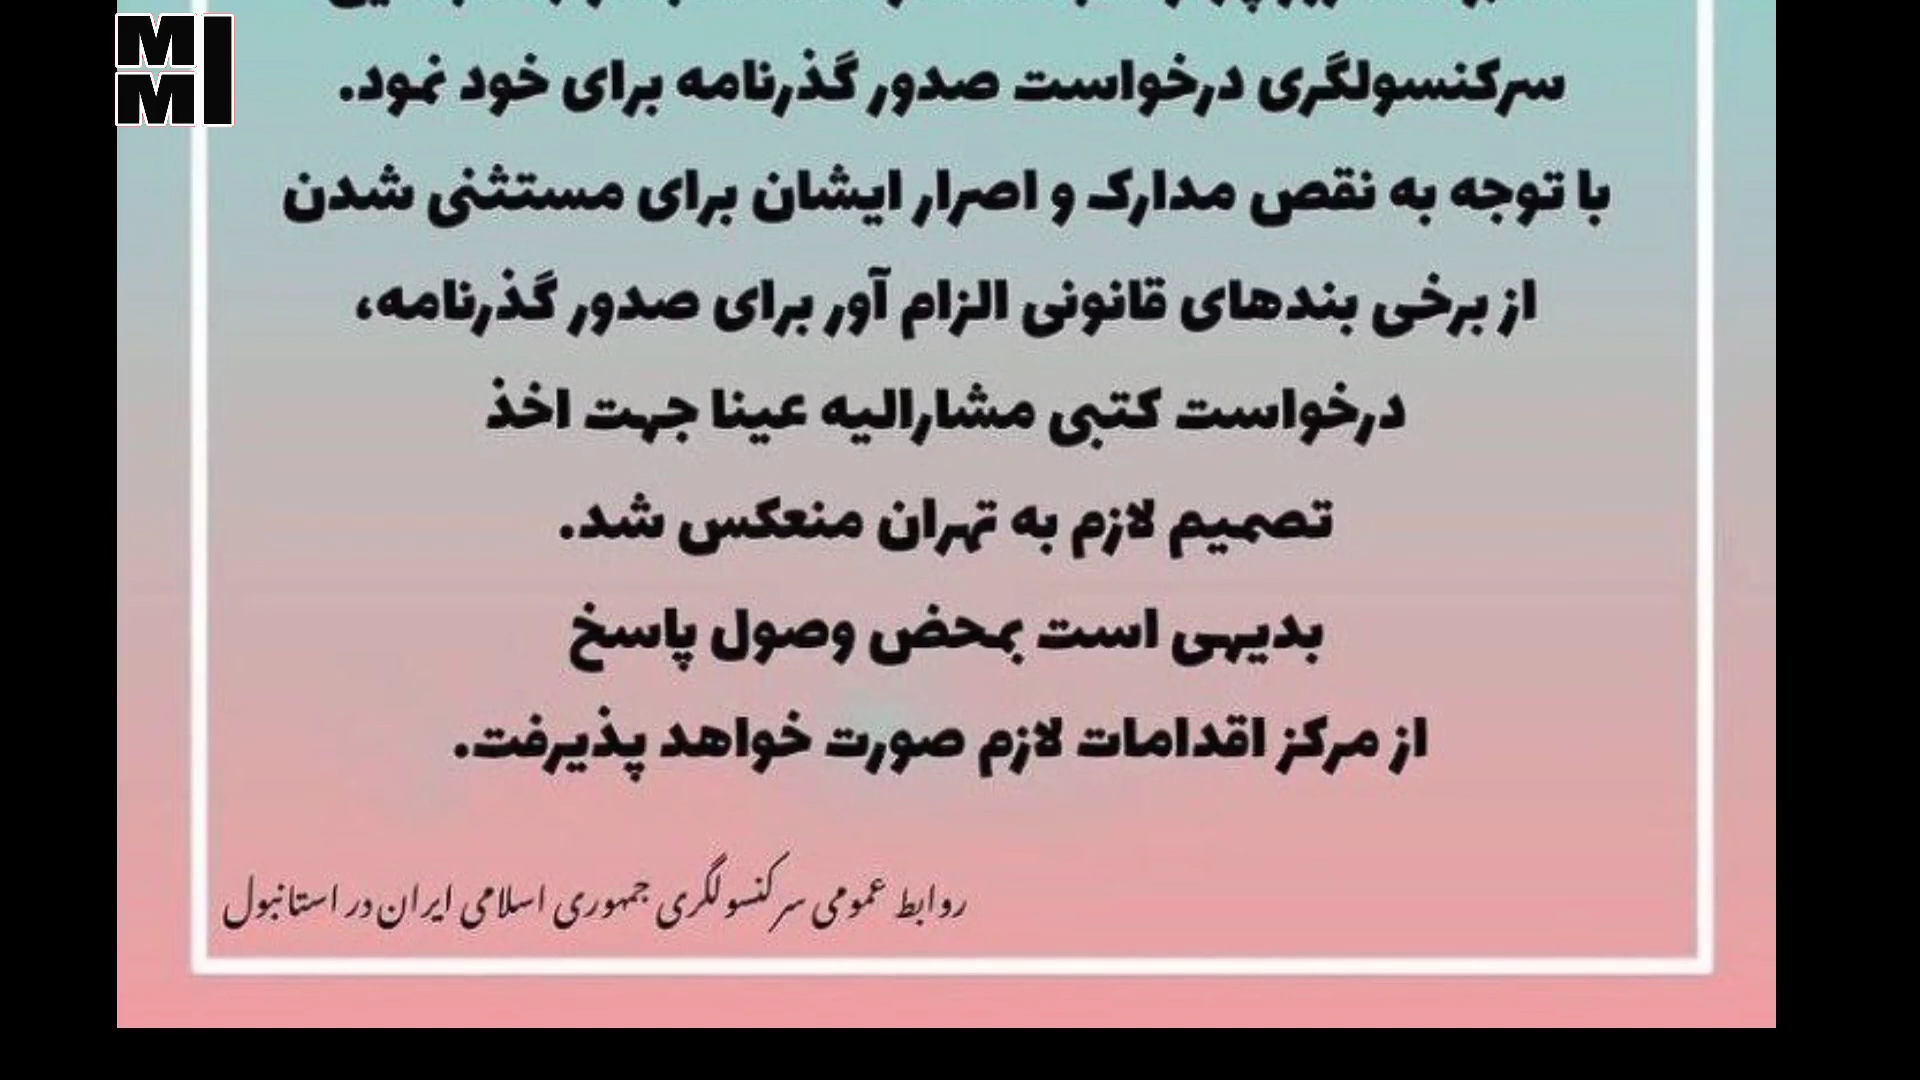 MMI
سرکنسولگری درخواست صدور گذرنامه برای خود نمود.
با توجه به نقص مدارک و اصرار ایشان برای مستثنی شدن
از برخی بندهای قانونی الزام آور برای صدور گذرنامه،
درخواست کتبی مشارالیه عینا جهت اخذ
تصمیم لازم به تهران منعکس شد.
بدیهی است بمحض وصول پاسخ
از مرکز اقدامات لازم صورت خواهد پذیرفت.
روابط عمومی سرکنسولگری جمهوری اسلامی ایران در استانبول